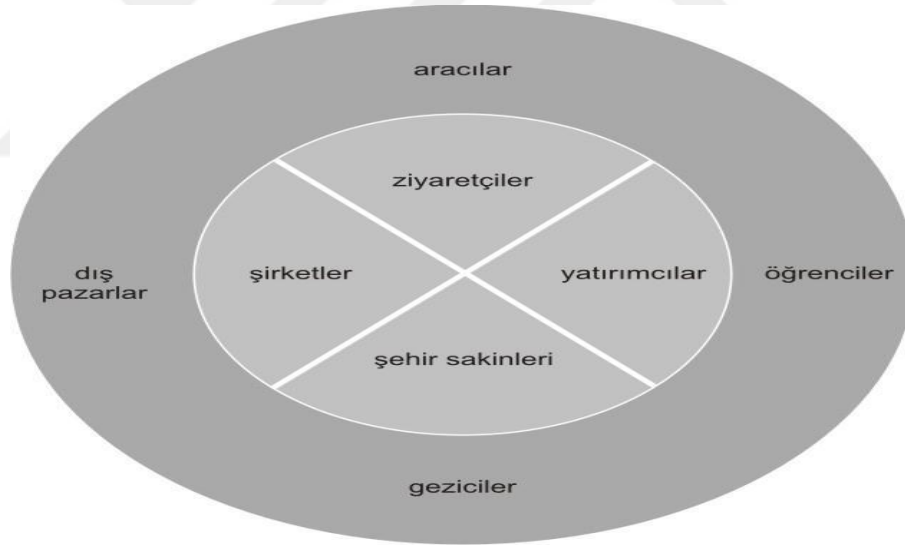 aracılar
ziyaretçiler
dış
pazarlar
şirketler
yatırımcılar
öğrenciler
şehir sakinleri
geziciler